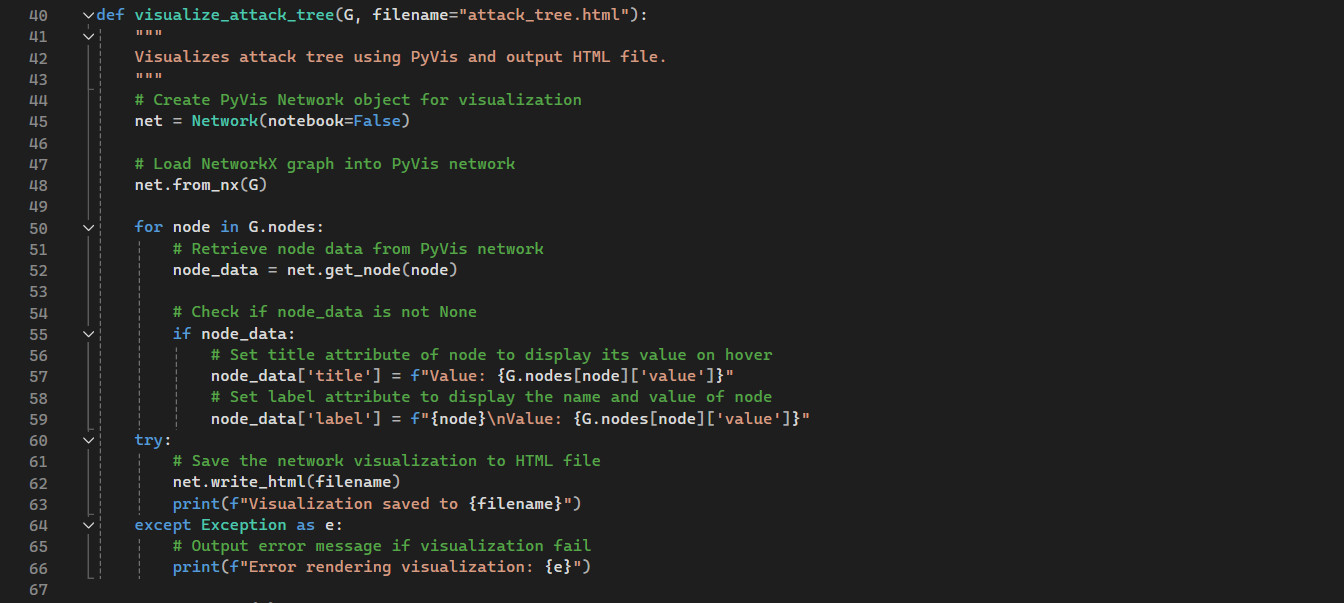 40 def visualize_attack_tree(G, filename="attack_tree.html"):
41     """
42     Visualizes attack tree using PyVis and output HTML file.
43     """
44     # Create PyVis Network object for visualization
45     net = Network(notebook=False)
46
47     # Load NetworkX graph into PyVis network
48     net.from_nx(G)
49
50     for node in G.nodes:
51         # Retrieve node data from PyVis network
52         node_data = net.get_node(node)
53
54         # Check if node_data is not None
55         if node_data:
56             # Set title attribute of node to display its value on hover
57             node_data['title'] = f"Value: {G.nodes[node]['value']}"
58             # Set label attribute to display the name and value of node
59             node_data['label'] = f"{node}\nValue: {G.nodes[node]['value']}"
60     try:
61         # Save the network visualization to HTML file
62         net.write_html(filename)
63         print(f"Visualization saved to {filename}")
64     except Exception as e:
65         # Output error message if visualization fail
66         print(f"Error rendering visualization: {e}")
67